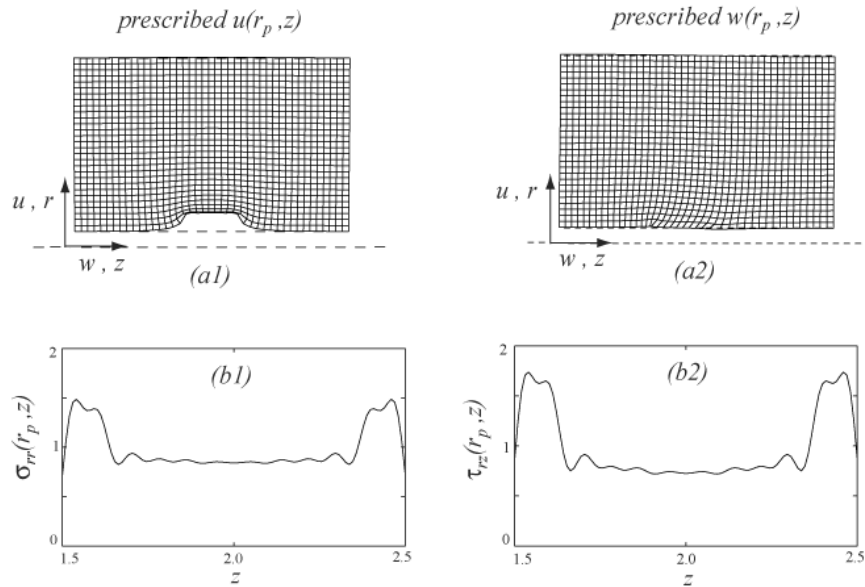 prescribed u(r_p ,z)
prescribed w(r_p ,z)
u , r
w , z
(a1)
u , r
w , z
(a2)
2
1
0
σ_rr(r_p ,z)
(b1)
1.5
2.0
2.5
z
2
1
0
τ_rz(r_p ,z)
(b2)
1.5
2.0
2.5
z